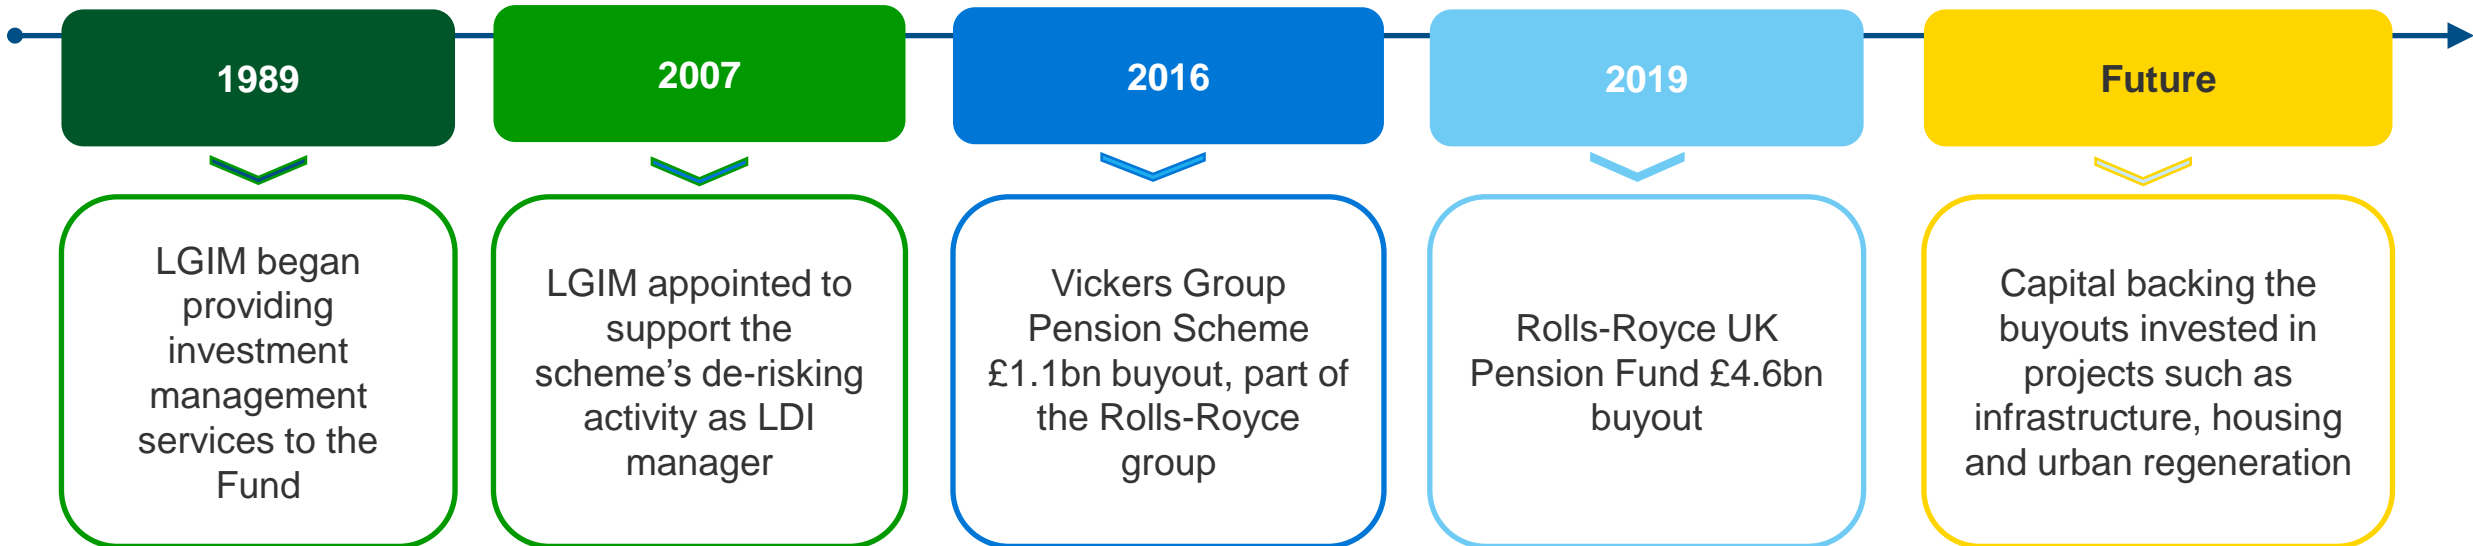 1989
2007
2016
2019
Future
LGIM began
providing
investment
management
services to the
Fund
LGIM appointed to
support the
scheme’s de-risking
activity as LDI
manager
Vickers Group
Pension Scheme
£1.1bn buyout, part of
the Rolls-Royce
group
Rolls-Royce UK
Pension Fund £4.6bn
buyout
Capital backing the
buyouts invested in
projects such as
infrastructure, housing
and urban regeneration